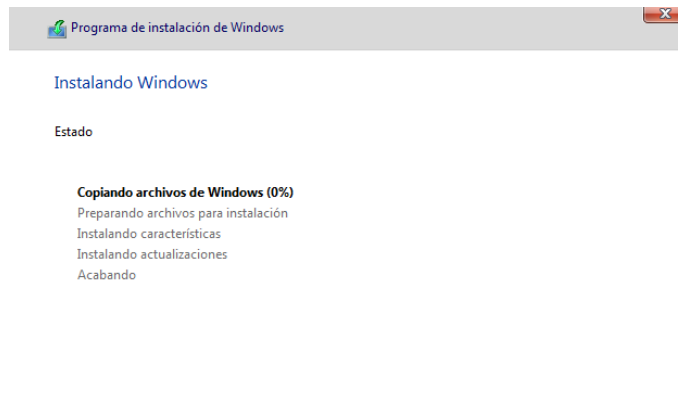 Programa de instalación de Windows
Instalando Windows
Estado
Copiando archivos de Windows (0%)
Preparando archivos para instalación
Instalando características
Instalando actualizaciones
Acabando